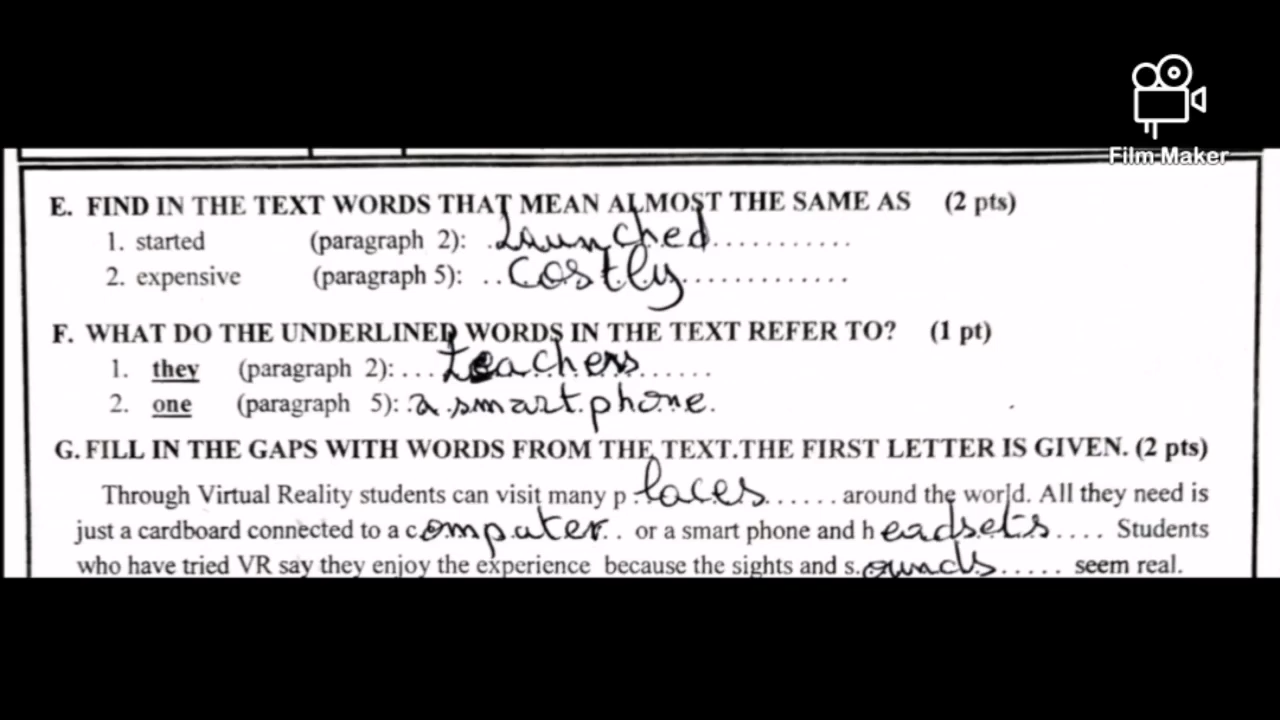 Film Maker
E. FIND IN THE TEXT WORDS THAT MEAN ALMOST THE SAME AS (2 pts)
1. started (paragraph 2): .launched...........
2. expensive (paragraph 5): ..costly.............
F. WHAT DO THE UNDERLINED WORDS IN THE TEXT REFER TO? (1 pt)
1. they (paragraph 2): ...teachers......
2. one (paragraph 5): .a smart phone.
G. FILL IN THE GAPS WITH WORDS FROM THE TEXT.THE FIRST LETTER IS GIVEN. (2 pts)
Through Virtual Reality students can visit many places...... around the world. All they need is
just a cardboard connected to a computer.. or a smart phone and headsets.... Students
who have tried VR say they enjoy the experience because the sights and s.ounds..... seem real.